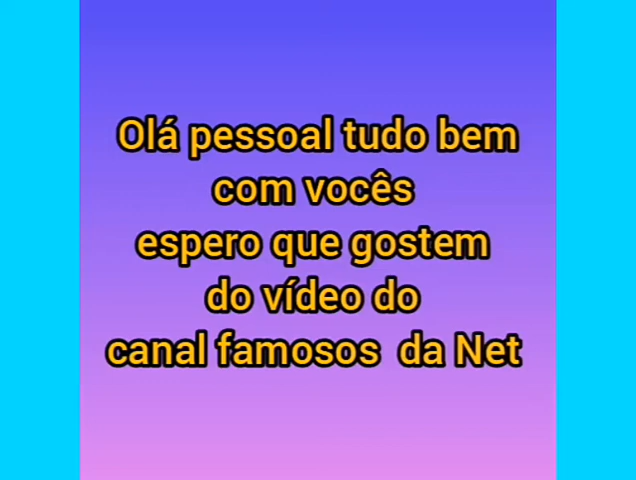 Olá pessoal tudo bem
com vocês
espero que gostem
do vídeo do
canal famosos  da Net